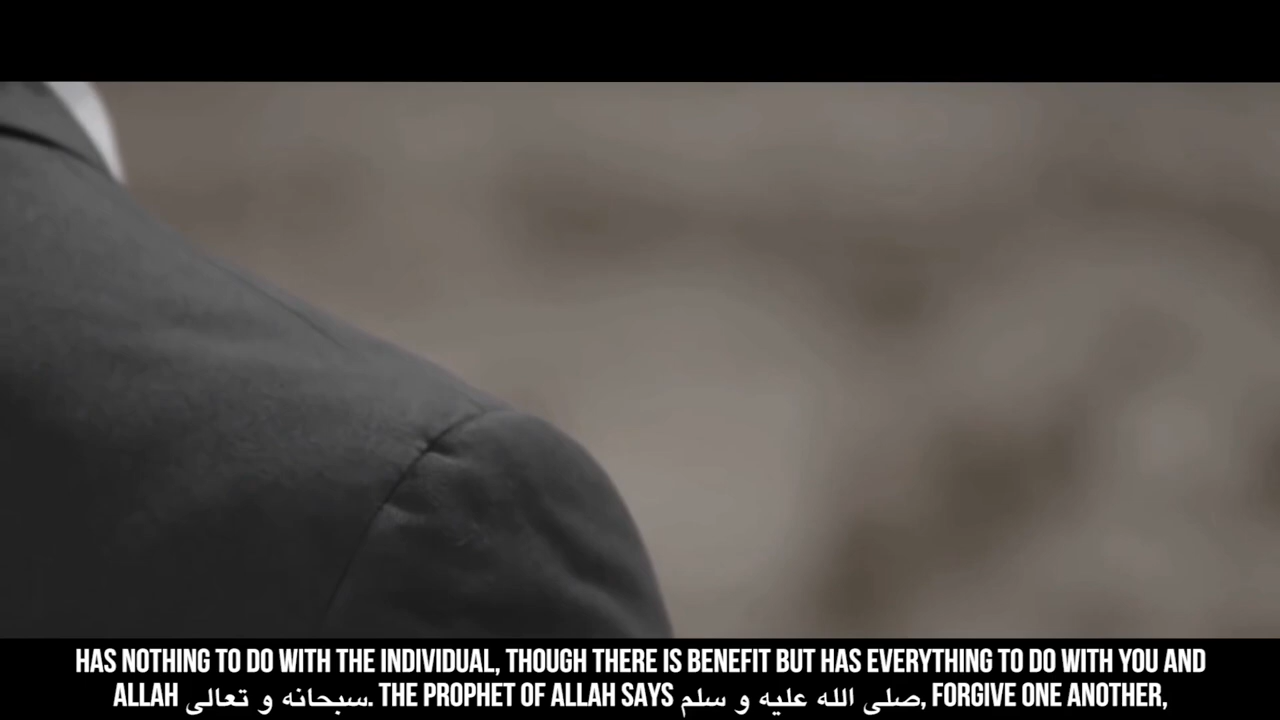 HAS NOTHING TO DO WITH THE INDIVIDUAL, THOUGH THERE IS BENEFIT BUT HAS EVERYTHING TO DO WITH YOU AND
ALLAH سبحانه و تعالى. THE PROPHET OF ALLAH SAYS صلى الله عليه و سلم, FORGIVE ONE ANOTHER,